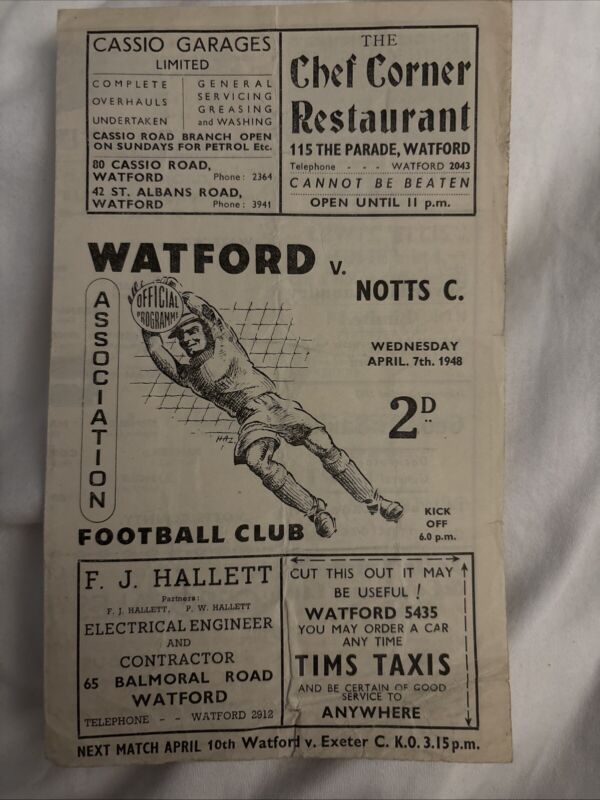 CASSIO GARAGES
LIMITED
COMPLETE
OVERHAULS
UNDERTAKEN
GENERAL
SERVICING
GREASING
and WASHING
CASSIO ROAD BRANCH OPEN
ON SUNDAYS FOR PETROL Etc.
80 CASSIO ROAD,
WATFORD Phone: 2364
42 ST. ALBANS ROAD,
WATFORD Phone: 3941
THE
Chef Corner
Restaurant
115 THE PARADE, WATFORD
Telephone - - - WATFORD 2043
CANNOT BE BEATEN
OPEN UNTIL 11 p.m.
WATFORD v.
NOTTS C.
ASSOCIATION
OFFICIAL
PROGRAMME
WEDNESDAY
APRIL. 7th. 1948
2D
HAZ
KICK
OFF
6.0 p.m.
FOOTBALL CLUB
F. J. HALLETT
Partners:
F. J. HALLETT, P. W. HALLETT
ELECTRICAL ENGINEER
AND
CONTRACTOR
65 BALMORAL ROAD
WATFORD
TELEPHONE - - WATFORD 2912
CUT THIS OUT IT MAY
BE USEFUL !
WATFORD 5435
YOU MAY ORDER A CAR
ANY TIME
TIMS TAXIS
AND BE CERTAIN OF GOOD
SERVICE TO
ANYWHERE
NEXT MATCH APRIL 10th Watford v. Exeter C. K.O. 3.15 p.m.